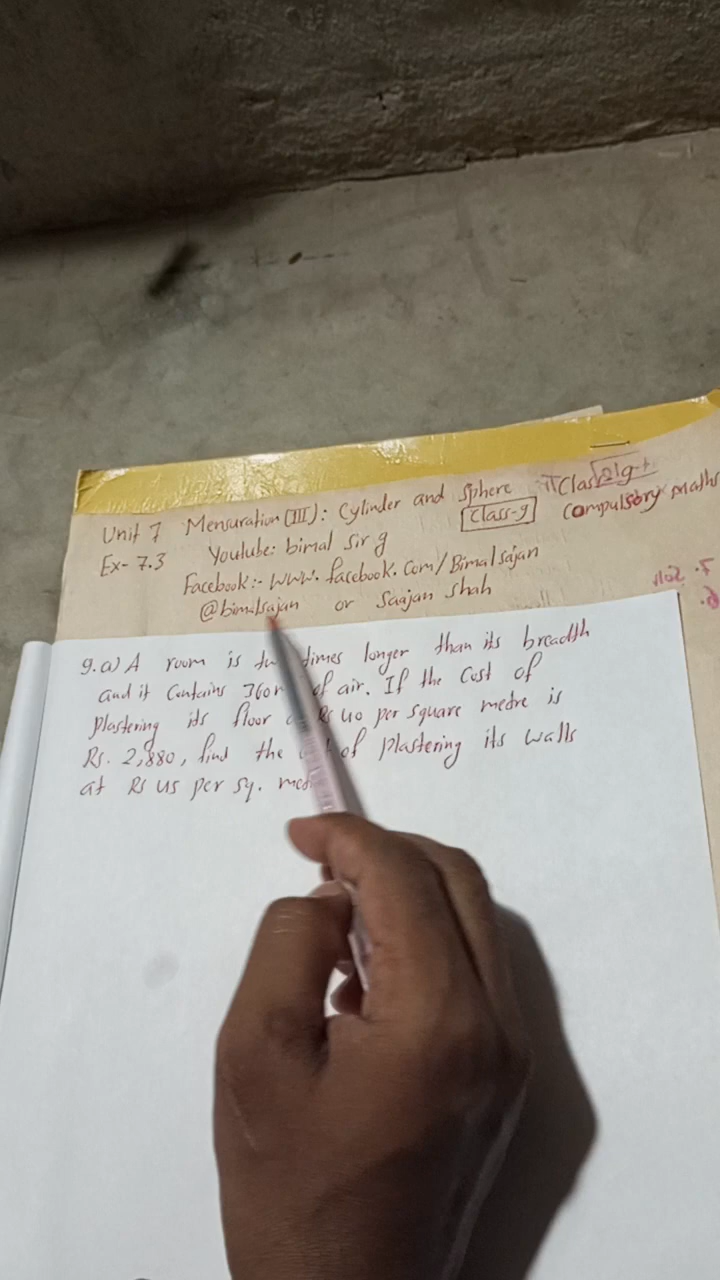 Unit 7 Mensuration (III): Cylinder and Sphere
Class-9 compulsory maths
Ex- 7.3 Youtube: bimal sir g
Facebook:- www.facebook.com/Bimalsajan
@bimalsajan or Saajan Shah
9.a) A room is times longer than its breadth
and it contains 360 of air. If the cost of
plastering its floor Rs 40 per square metre is
Rs. 2,880, find the of plastering its walls
at Rs 45 per sq.